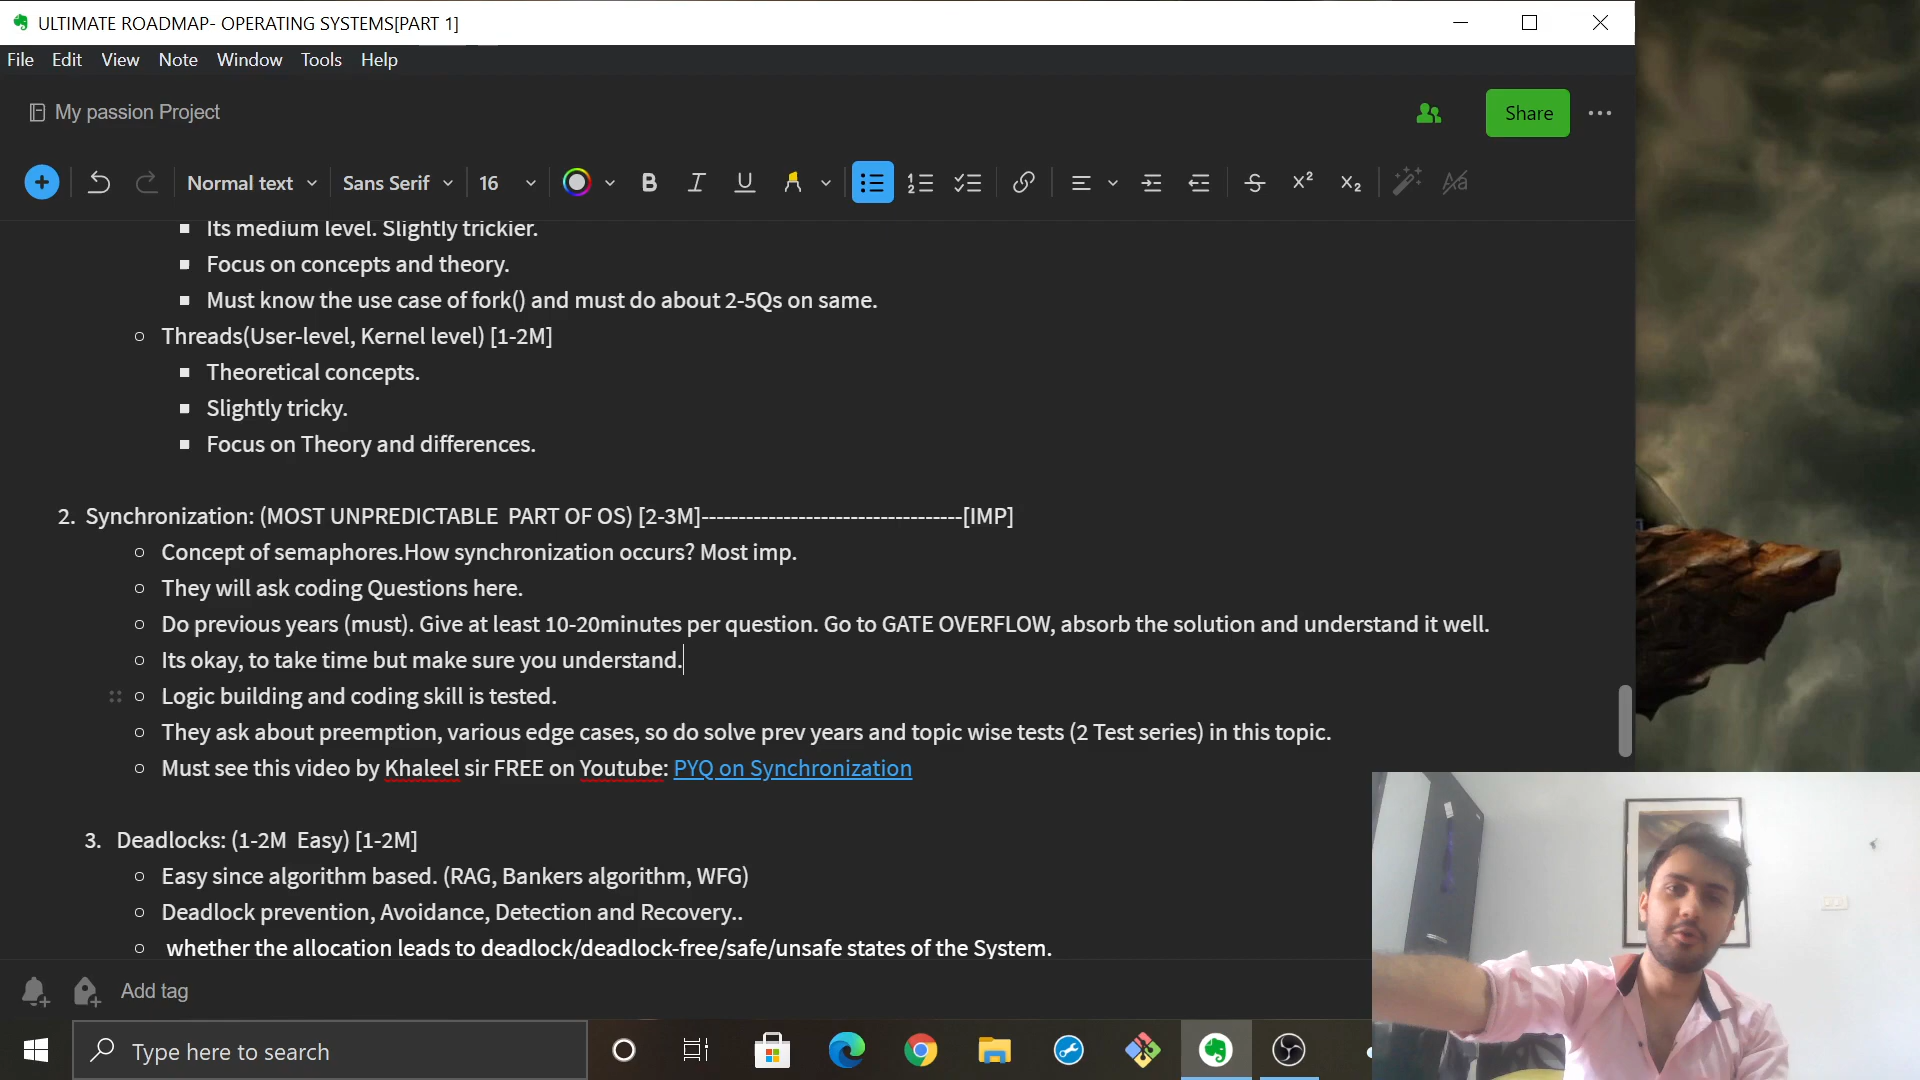 ULTIMATE ROADMAP- OPERATING SYSTEMS[PART 1]
File Edit View Note Window Tools Help
My passion Project
Share
Normal text Sans Serif 16
Its medium level. Slightly trickier.
Focus on concepts and theory.
Must know the use case of fork() and must do about 2-5Qs on same.
Threads(User-level, Kernel level) [1-2M]
Theoretical concepts.
Slightly tricky.
Focus on Theory and differences.
2. Synchronization: (MOST UNPREDICTABLE PART OF OS) [2-3M]-----------------------------------[IMP]
Concept of semaphores.How synchronization occurs? Most imp.
They will ask coding Questions here.
Do previous years (must). Give at least 10-20minutes per question. Go to GATE OVERFLOW, absorb the solution and understand it well.
Its okay, to take time but make sure you understand.
Logic building and coding skill is tested.
They ask about preemption, various edge cases, so do solve prev years and topic wise tests (2 Test series) in this topic.
Must see this video by Khaleel sir FREE on Youtube: PYQ on Synchronization
3. Deadlocks: (1-2M Easy) [1-2M]
Easy since algorithm based. (RAG, Bankers algorithm, WFG)
Deadlock prevention, Avoidance, Detection and Recovery..
whether the allocation leads to deadlock/deadlock-free/safe/unsafe states of the System.
Add tag
Type here to search